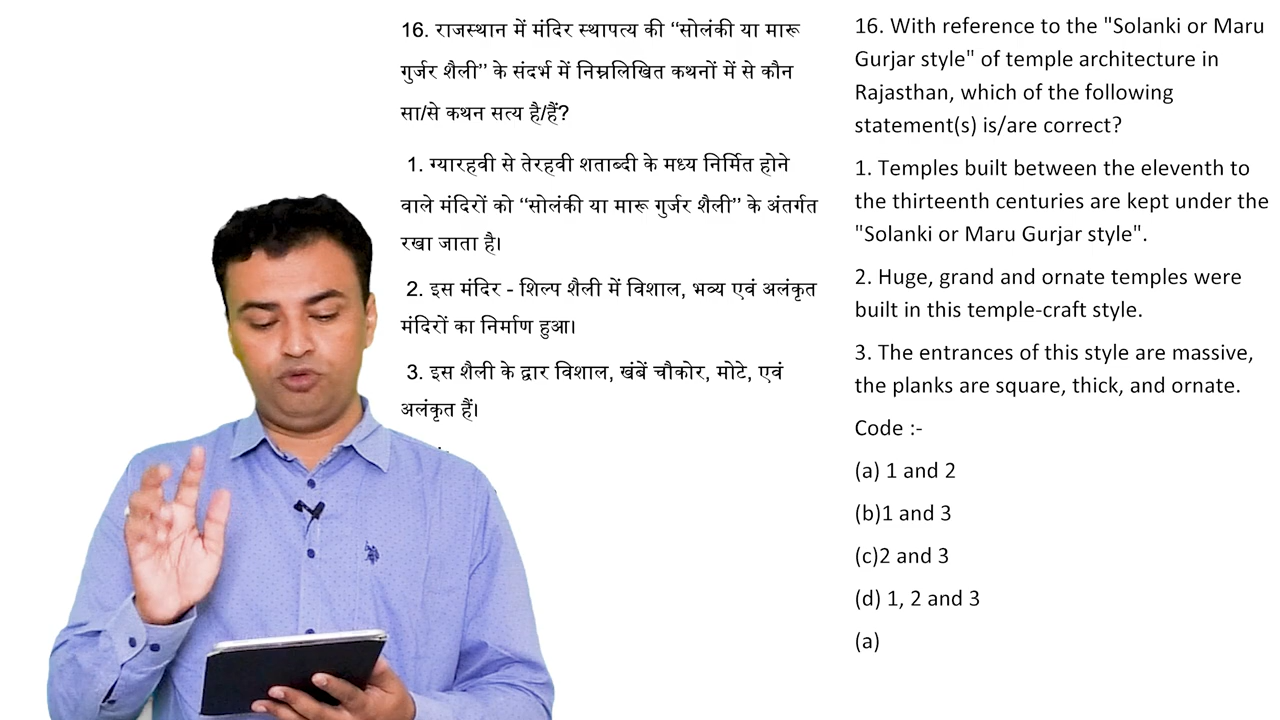 16. राजस्थान में मंदिर स्थापत्य की ‘‘सोलंकी या मारू
गुर्जर शैली’’ के संदर्भ में निम्नलिखित कथनों में से कौन
सा/से कथन सत्य है/हैं?
1. ग्यारहवी से तेरहवी शताब्दी के मध्य निर्मित होने
वाले मंदिरों को ‘‘सोलंकी या मारू गुर्जर शैली’’ के अंतर्गत
रखा जाता है।
2. इस मंदिर - शिल्प शैली में विशाल, भव्य एवं अलंकृत
मंदिरों का निर्माण हुआ।
3. इस शैली के द्वार विशाल, खंबें चौकोर, मोटे, एवं
अलंकृत हैं।
16. With reference to the "Solanki or Maru
Gurjar style" of temple architecture in
Rajasthan, which of the following
statement(s) is/are correct?
1. Temples built between the eleventh to
the thirteenth centuries are kept under the
"Solanki or Maru Gurjar style".
2. Huge, grand and ornate temples were
built in this temple-craft style.
3. The entrances of this style are massive,
the planks are square, thick, and ornate.
Code :-
(a) 1 and 2
(b)1 and 3
(c)2 and 3
(d) 1, 2 and 3
(a)